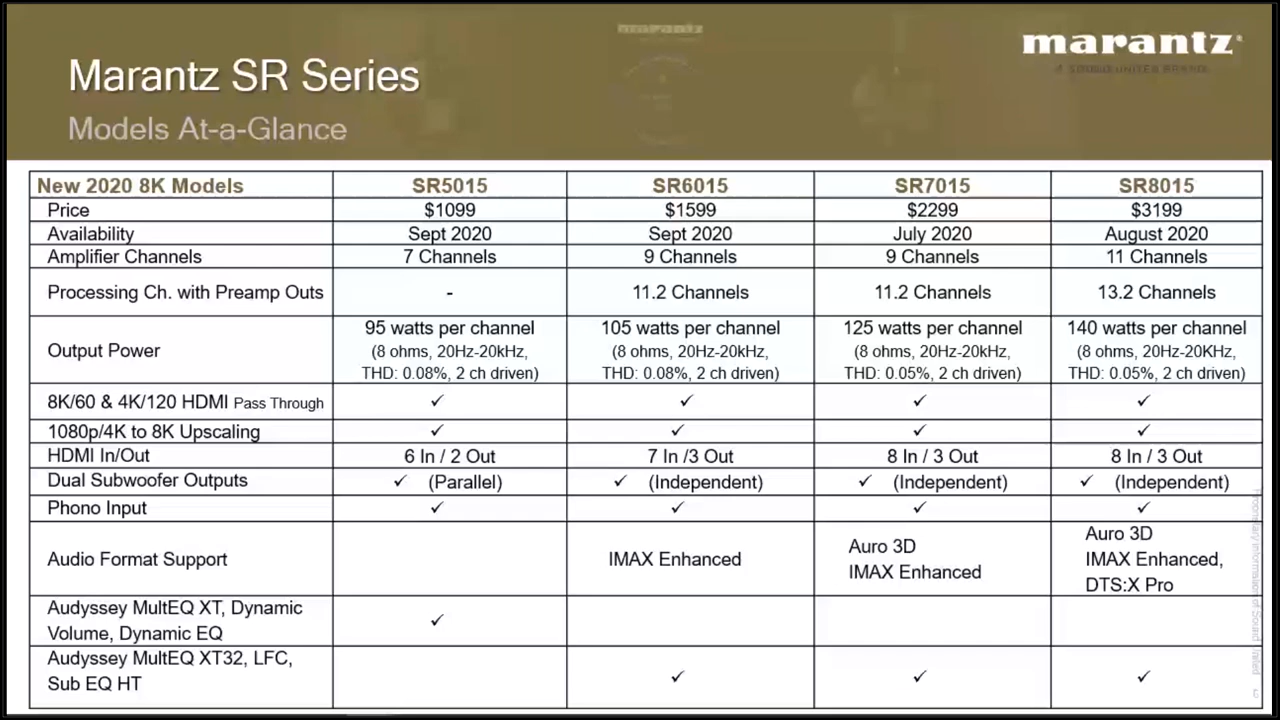 marantz
marantz
A SOUND UNITED BRAND
Marantz SR Series
Models At-a-Glance
New 2020 8K Models SR5015 SR6015 SR7015 SR8015
Price $1099 $1599 $2299 $3199
Availability Sept 2020 Sept 2020 July 2020 August 2020
Amplifier Channels 7 Channels 9 Channels 9 Channels 11 Channels
Processing Ch. with Preamp Outs - 11.2 Channels 11.2 Channels 13.2 Channels
Output Power
95 watts per channel
(8 ohms, 20Hz-20kHz,
THD: 0.08%, 2 ch driven)
105 watts per channel
(8 ohms, 20Hz-20kHz,
THD: 0.08%, 2 ch driven)
125 watts per channel
(8 ohms, 20Hz-20kHz,
THD: 0.05%, 2 ch driven)
140 watts per channel
(8 ohms, 20Hz-20KHz,
THD: 0.05%, 2 ch driven)
8K/60 & 4K/120 HDMI Pass Through ✓ ✓ ✓ ✓
1080p/4K to 8K Upscaling ✓ ✓ ✓ ✓
HDMI In/Out 6 In / 2 Out 7 In /3 Out 8 In / 3 Out 8 In / 3 Out
Dual Subwoofer Outputs ✓ (Parallel) ✓ (Independent) ✓ (Independent) ✓ (Independent)
Phono Input ✓ ✓ ✓ ✓
Audio Format Support
IMAX Enhanced
Auro 3D
IMAX Enhanced
Auro 3D
IMAX Enhanced,
DTS:X Pro
Audyssey MultEQ XT, Dynamic
Volume, Dynamic EQ ✓
Audyssey MultEQ XT32, LFC,
Sub EQ HT ✓ ✓ ✓
Proprietary information of Sound United